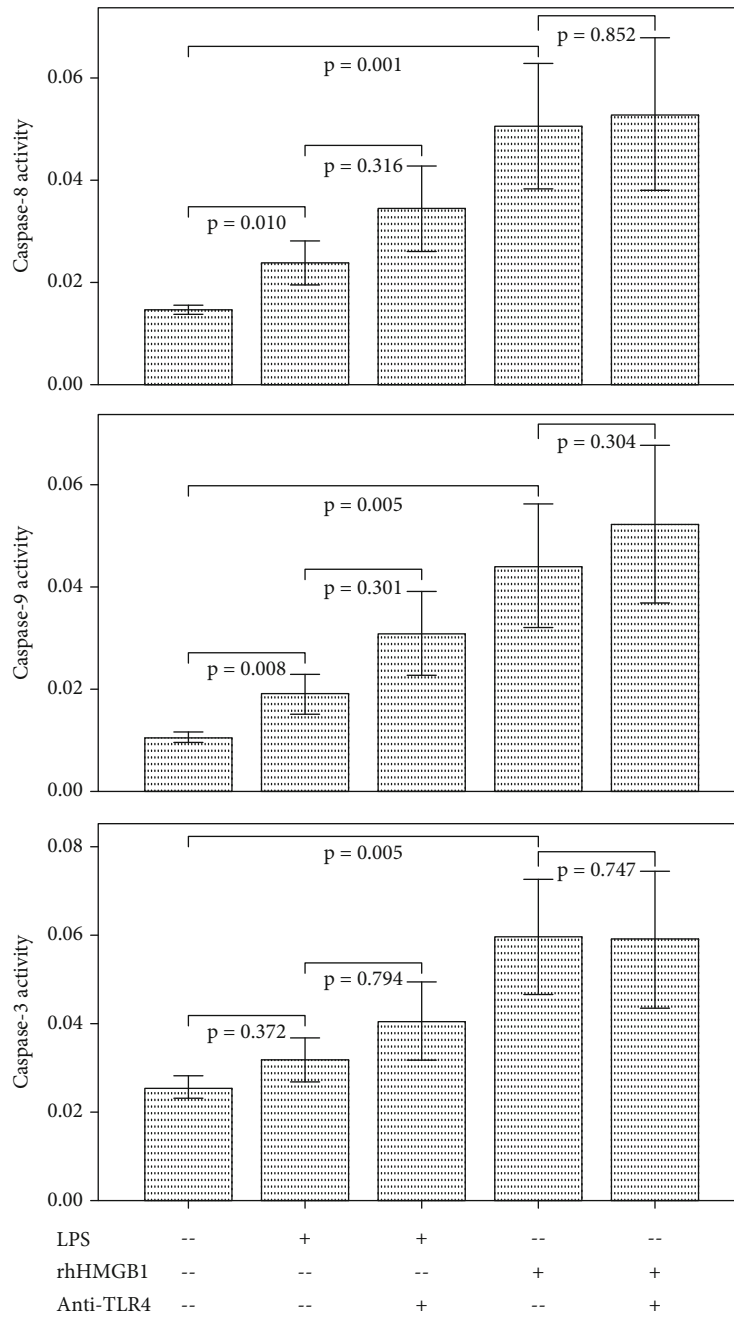 Caspase-8 activity
0.06
0.04
0.02
0.00
p = 0.852
p = 0.001
p = 0.316
p = 0.010
Caspase-9 activity
0.06
0.04
0.02
0.00
p = 0.304
p = 0.005
p = 0.301
p = 0.008
Caspase-3 activity
0.08
0.06
0.04
0.02
0.00
p = 0.005
p = 0.747
p = 0.794
p = 0.372
LPS -- + + -- --
rhHMGB1 -- -- -- + +
Anti-TLR4 -- -- + -- +